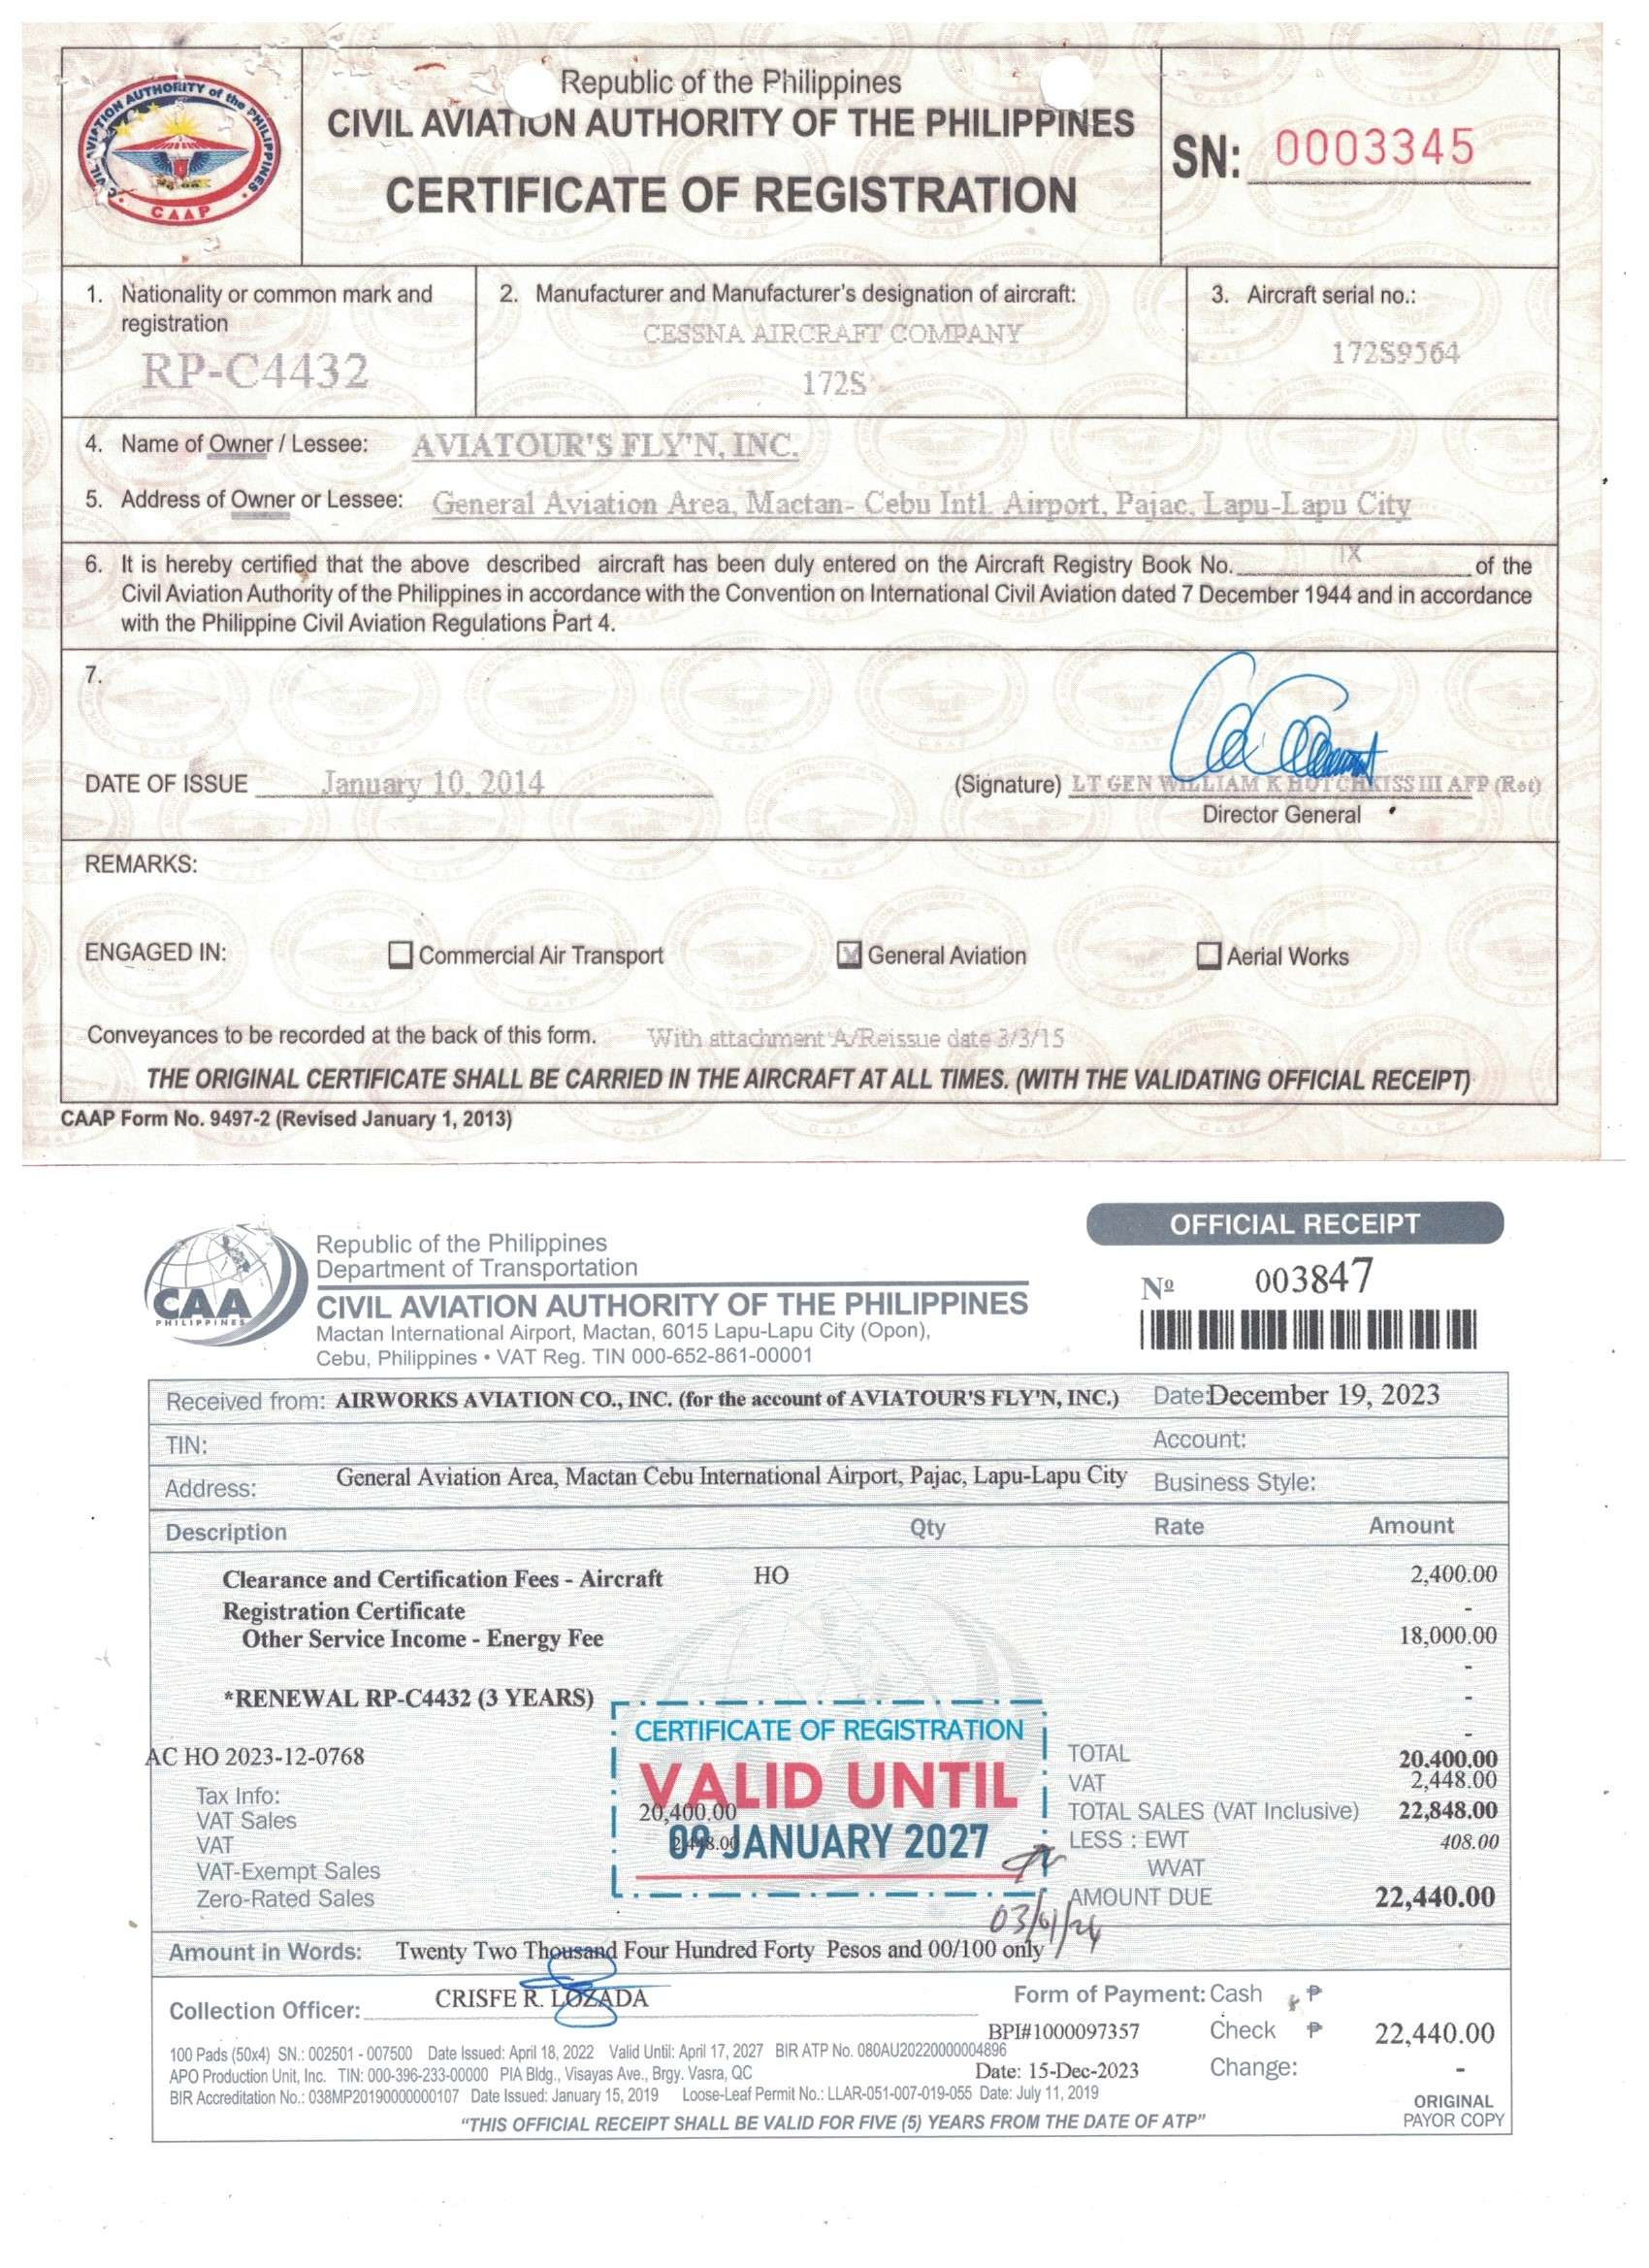 CIVIL AVIATION AUTHORITY of the PHILIPPINES
CAAP
Republic of the Philippines
CIVIL AVIATION AUTHORITY OF THE PHILIPPINES
CERTIFICATE OF REGISTRATION
SN: 0003345
1. Nationality or common mark and registration
RP-C4432
2. Manufacturer and Manufacturer's designation of aircraft:
CESSNA AIRCRAFT COMPANY
172S
3. Aircraft serial no.:
172S9564
4. Name of Owner / Lessee: AVIATOUR'S FLY'N, INC.
5. Address of Owner or Lessee: General Aviation Area, Mactan- Cebu Intl. Airport, Pajac, Lapu-Lapu City
6. It is hereby certified that the above described aircraft has been duly entered on the Aircraft Registry Book No. IX of the
Civil Aviation Authority of the Philippines in accordance with the Convention on International Civil Aviation dated 7 December 1944 and in accordance
with the Philippine Civil Aviation Regulations Part 4.
7.
DATE OF ISSUE January 10, 2014
(Signature) LT GEN WILLIAM K HOTCHKISS III AFP (Ret)
Director General
REMARKS:
ENGAGED IN: Commercial Air Transport General Aviation Aerial Works
Conveyances to be recorded at the back of this form. With attachment A/Reissue date 3/3/15
THE ORIGINAL CERTIFICATE SHALL BE CARRIED IN THE AIRCRAFT AT ALL TIMES. (WITH THE VALIDATING OFFICIAL RECEIPT)
CAAP Form No. 9497-2 (Revised January 1, 2013)
CAA
PHILIPPINES
Republic of the Philippines
Department of Transportation
CIVIL AVIATION AUTHORITY OF THE PHILIPPINES
Mactan International Airport, Mactan, 6015 Lapu-Lapu City (Opon),
Cebu, Philippines • VAT Reg. TIN 000-652-861-00001
OFFICIAL RECEIPT
Nº 003847
Received from: AIRWORKS AVIATION CO., INC. (for the account of AVIATOUR'S FLY'N, INC.) Date: December 19, 2023
TIN: Account:
Address: General Aviation Area, Mactan Cebu International Airport, Pajac, Lapu-Lapu City Business Style:
Description Qty Rate Amount
Clearance and Certification Fees - Aircraft HO 2,400.00
Registration Certificate -
Other Service Income - Energy Fee 18,000.00
-
*RENEWAL RP-C4432 (3 YEARS) -
-
CERTIFICATE OF REGISTRATION
VALID UNTIL
09 JANUARY 2027
03/01/24
AC HO 2023-12-0768
TOTAL 20,400.00
Tax Info: VAT 2,448.00
VAT Sales 20,400.00 TOTAL SALES (VAT Inclusive) 22,848.00
VAT 2,448.00 LESS : EWT 408.00
VAT-Exempt Sales WVAT
Zero-Rated Sales AMOUNT DUE 22,440.00
Amount in Words: Twenty Two Thousand Four Hundred Forty Pesos and 00/100 only
Collection Officer: CRISFE R. LOZADA
Form of Payment: Cash ₱
BPI#1000097357 Check ₱ 22,440.00
Date: 15-Dec-2023 Change: -
100 Pads (50x4) SN.: 002501 - 007500 Date Issued: April 18, 2022 Valid Until: April 17, 2027 BIR ATP No. 080AU20220000004896
APO Production Unit, Inc. TIN: 000-396-233-00000 PIA Bldg., Visayas Ave., Brgy. Vasra, QC
BIR Accreditation No.: 038MP20190000000107 Date Issued: January 15, 2019 Loose-Leaf Permit No.: LLAR-051-007-019-055 Date: July 11, 2019
ORIGINAL
PAYOR COPY
"THIS OFFICIAL RECEIPT SHALL BE VALID FOR FIVE (5) YEARS FROM THE DATE OF ATP"